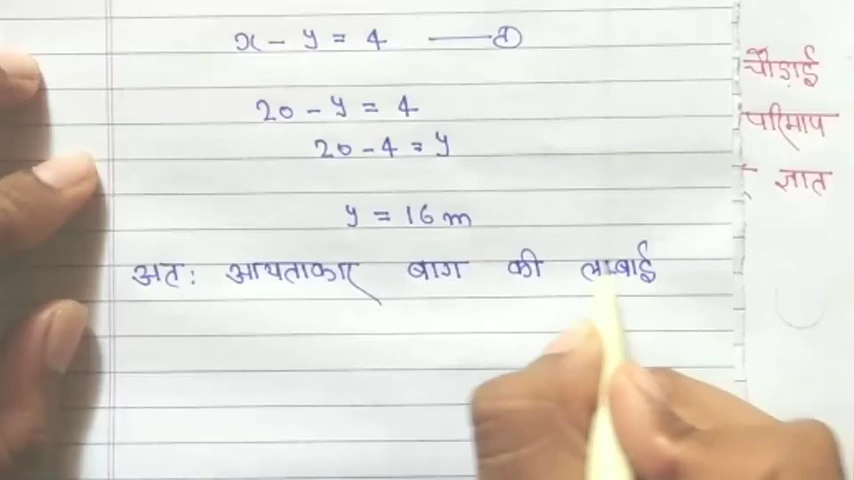 x - y = 4 —— ①
20 - y = 4
20 - 4 = y
y = 16 m
अत: आयताकार बाग की लम्बाई
चौड़ाई
परिमाप
ज्ञात